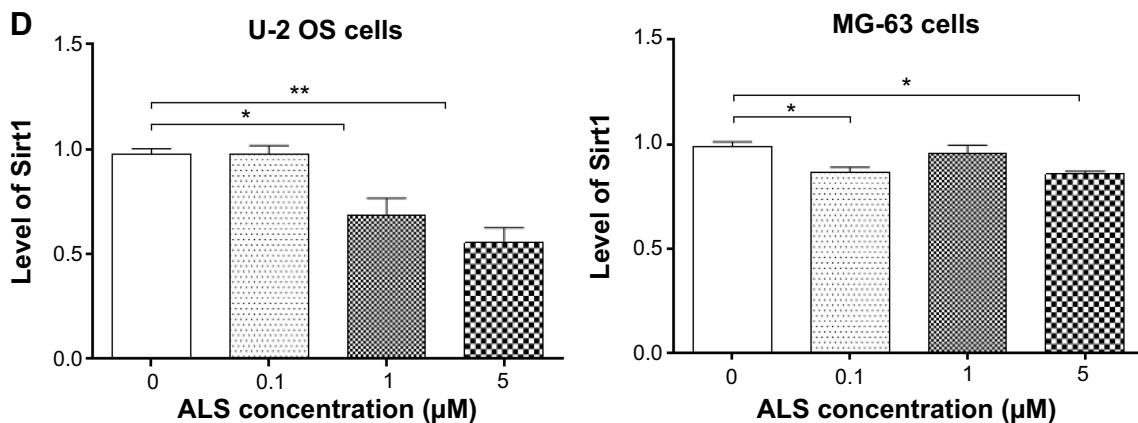 D
U-2 OS cells
Level of Sirt1
1.5
1.0
0.5
0.0
**
*
0 0.1 1 5
ALS concentration (µM)
MG-63 cells
Level of Sirt1
1.5
1.0
0.5
0.0
*
*
0 0.1 1 5
ALS concentration (µM)